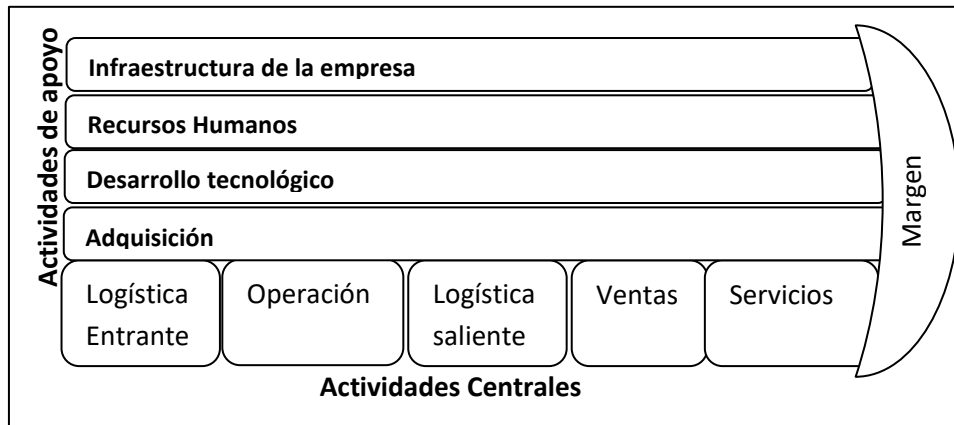 Actividades de apoyo
Infraestructura de la empresa
Recursos Humanos
Desarrollo tecnológico
Adquisición
Logística
Entrante
Operación
Logística
saliente
Ventas
Servicios
Margen
Actividades Centrales